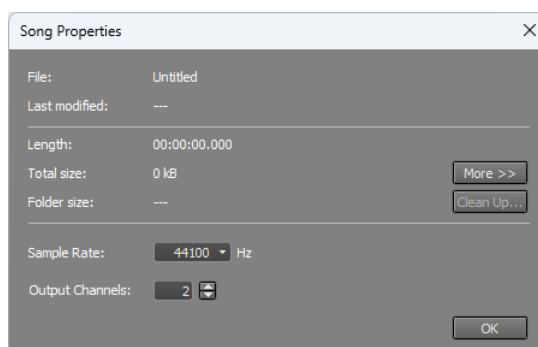 Song Properties
File: Untitled
Last modified: ---
Length: 00:00:00.000
Total size: 0 kB More >>
Folder size: --- Clean Up...
Sample Rate: 44100 Hz
Output Channels: 2
OK